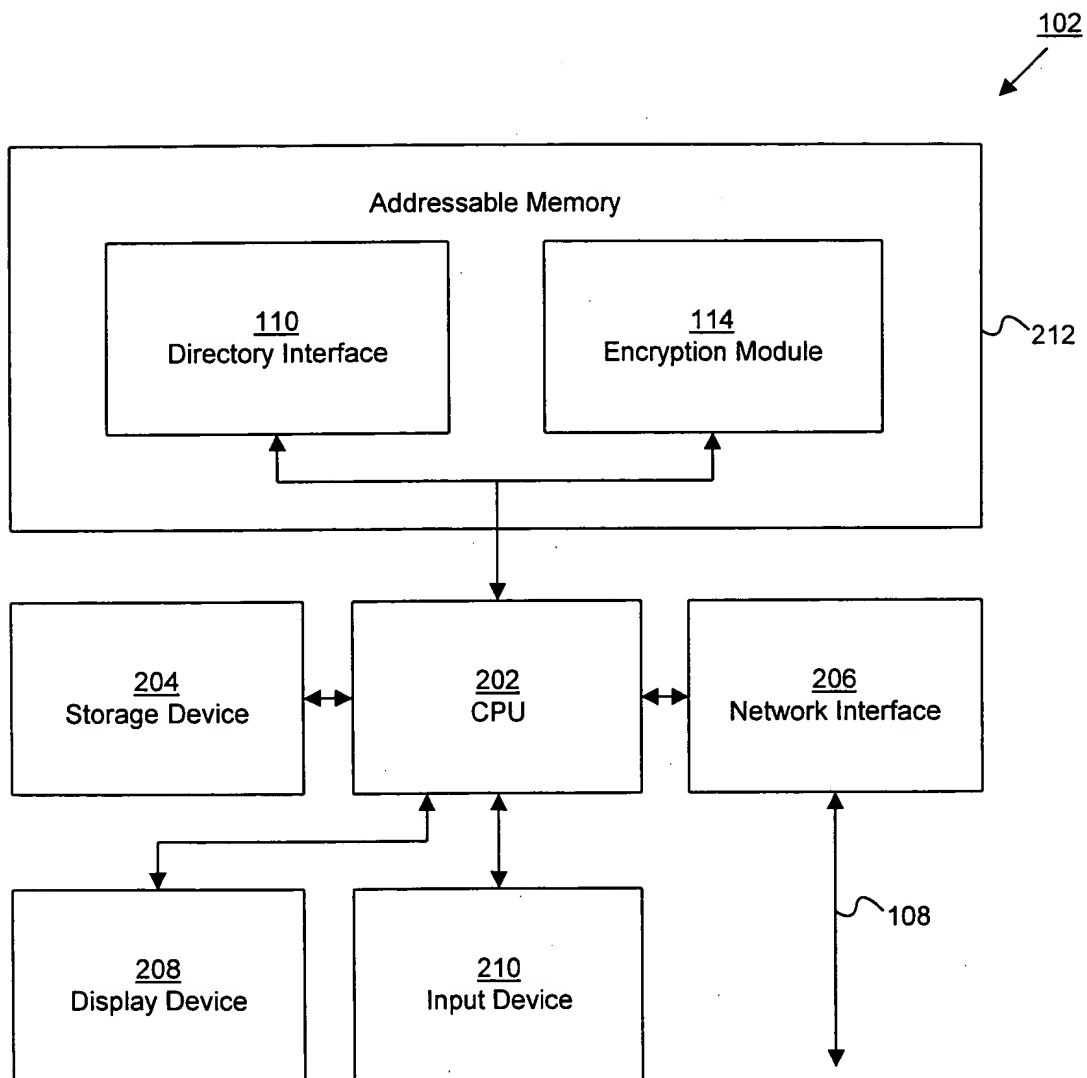 102
Addressable Memory
110
Directory Interface
114
Encryption Module
212
204
Storage Device
202
CPU
206
Network Interface
108
208
Display Device
210
Input Device